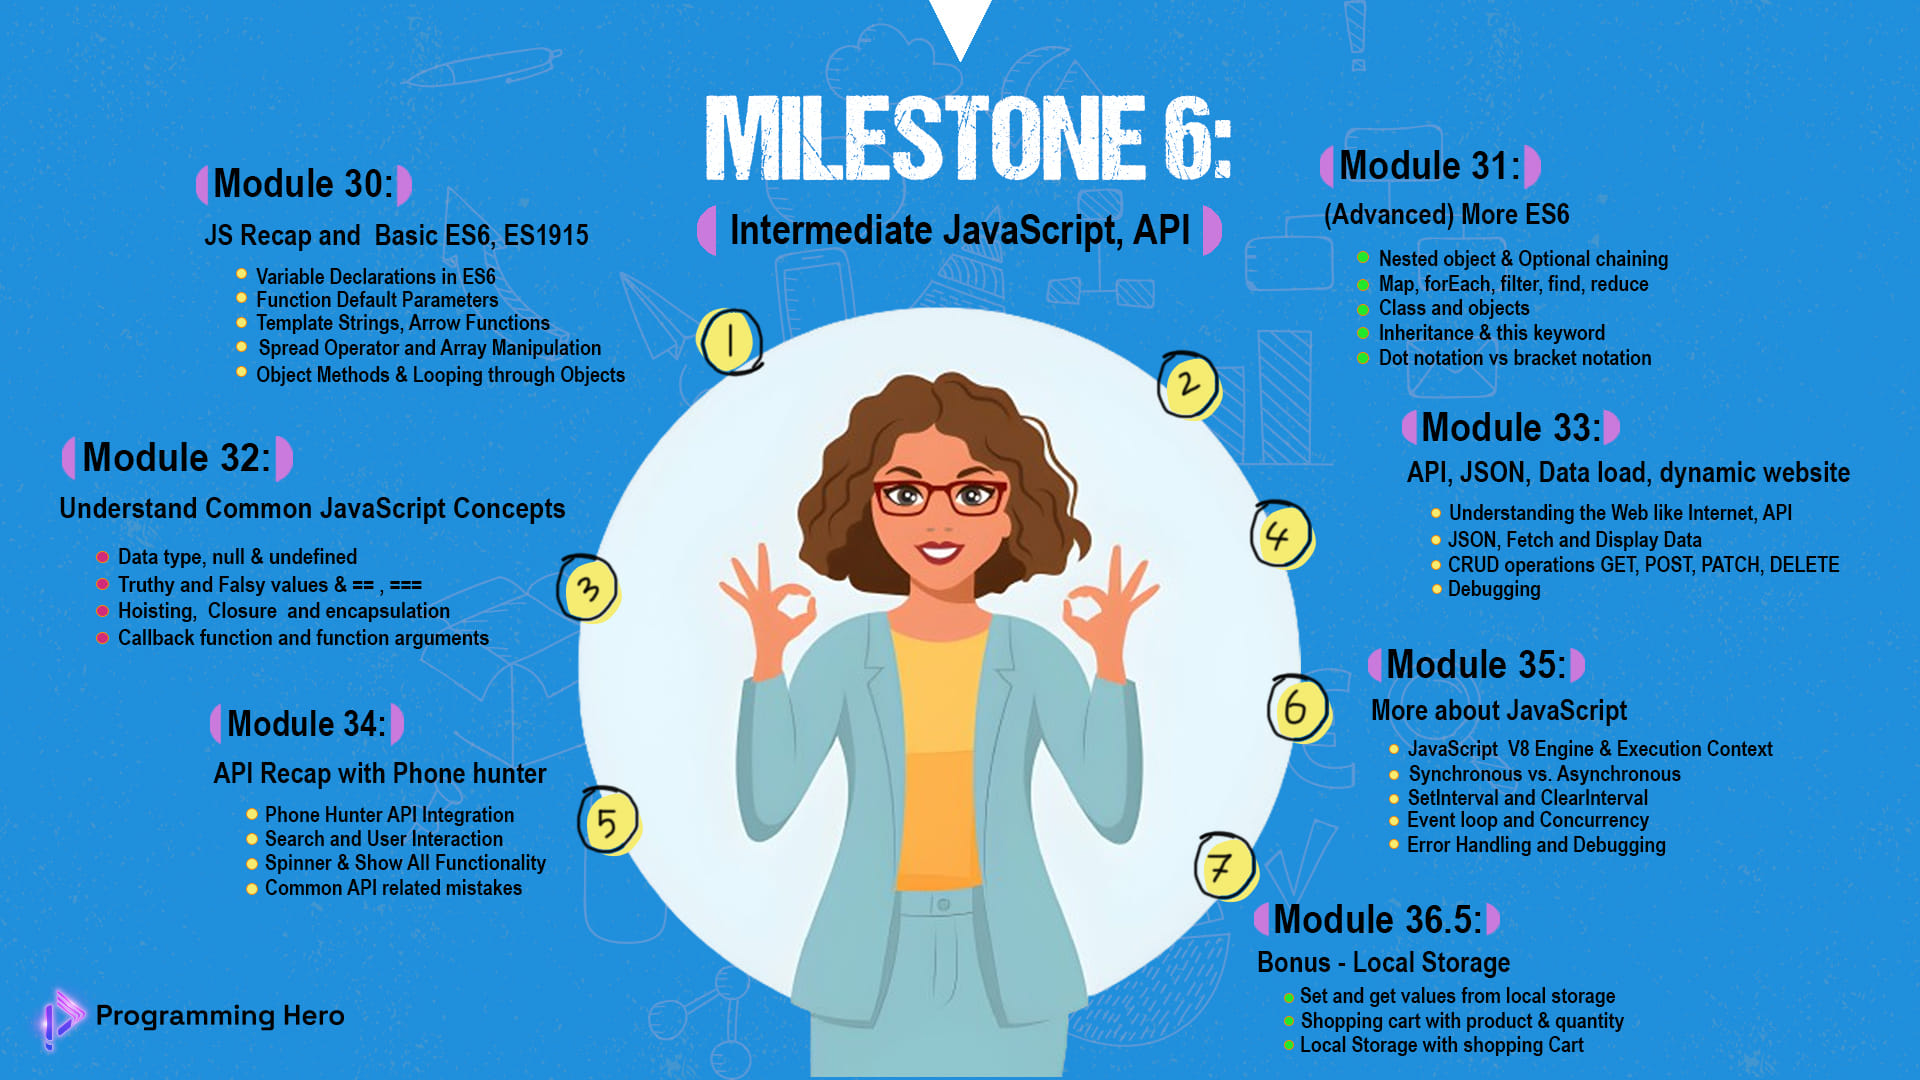 MILESTONE 6:
Intermediate JavaScript, API
1
Module 30:
JS Recap and Basic ES6, ES1915
Variable Declarations in ES6
Function Default Parameters
Template Strings, Arrow Functions
Spread Operator and Array Manipulation
Object Methods & Looping through Objects
2
Module 31:
(Advanced) More ES6
Nested object & Optional chaining
Map, forEach, filter, find, reduce
Class and objects
Inheritance & this keyword
Dot notation vs bracket notation
3
Module 32:
Understand Common JavaScript Concepts
Data type, null & undefined
Truthy and Falsy values & == , ===
Hoisting, Closure and encapsulation
Callback function and function arguments
4
Module 33:
API, JSON, Data load, dynamic website
Understanding the Web like Internet, API
JSON, Fetch and Display Data
CRUD operations GET, POST, PATCH, DELETE
Debugging
5
Module 34:
API Recap with Phone hunter
Phone Hunter API Integration
Search and User Interaction
Spinner & Show All Functionality
Common API related mistakes
6
Module 35:
More about JavaScript
JavaScript V8 Engine & Execution Context
Synchronous vs. Asynchronous
SetInterval and ClearInterval
Event loop and Concurrency
Error Handling and Debugging
7
Module 36.5:
Bonus - Local Storage
Set and get values from local storage
Shopping cart with product & quantity
Local Storage with shopping Cart
Programming Hero